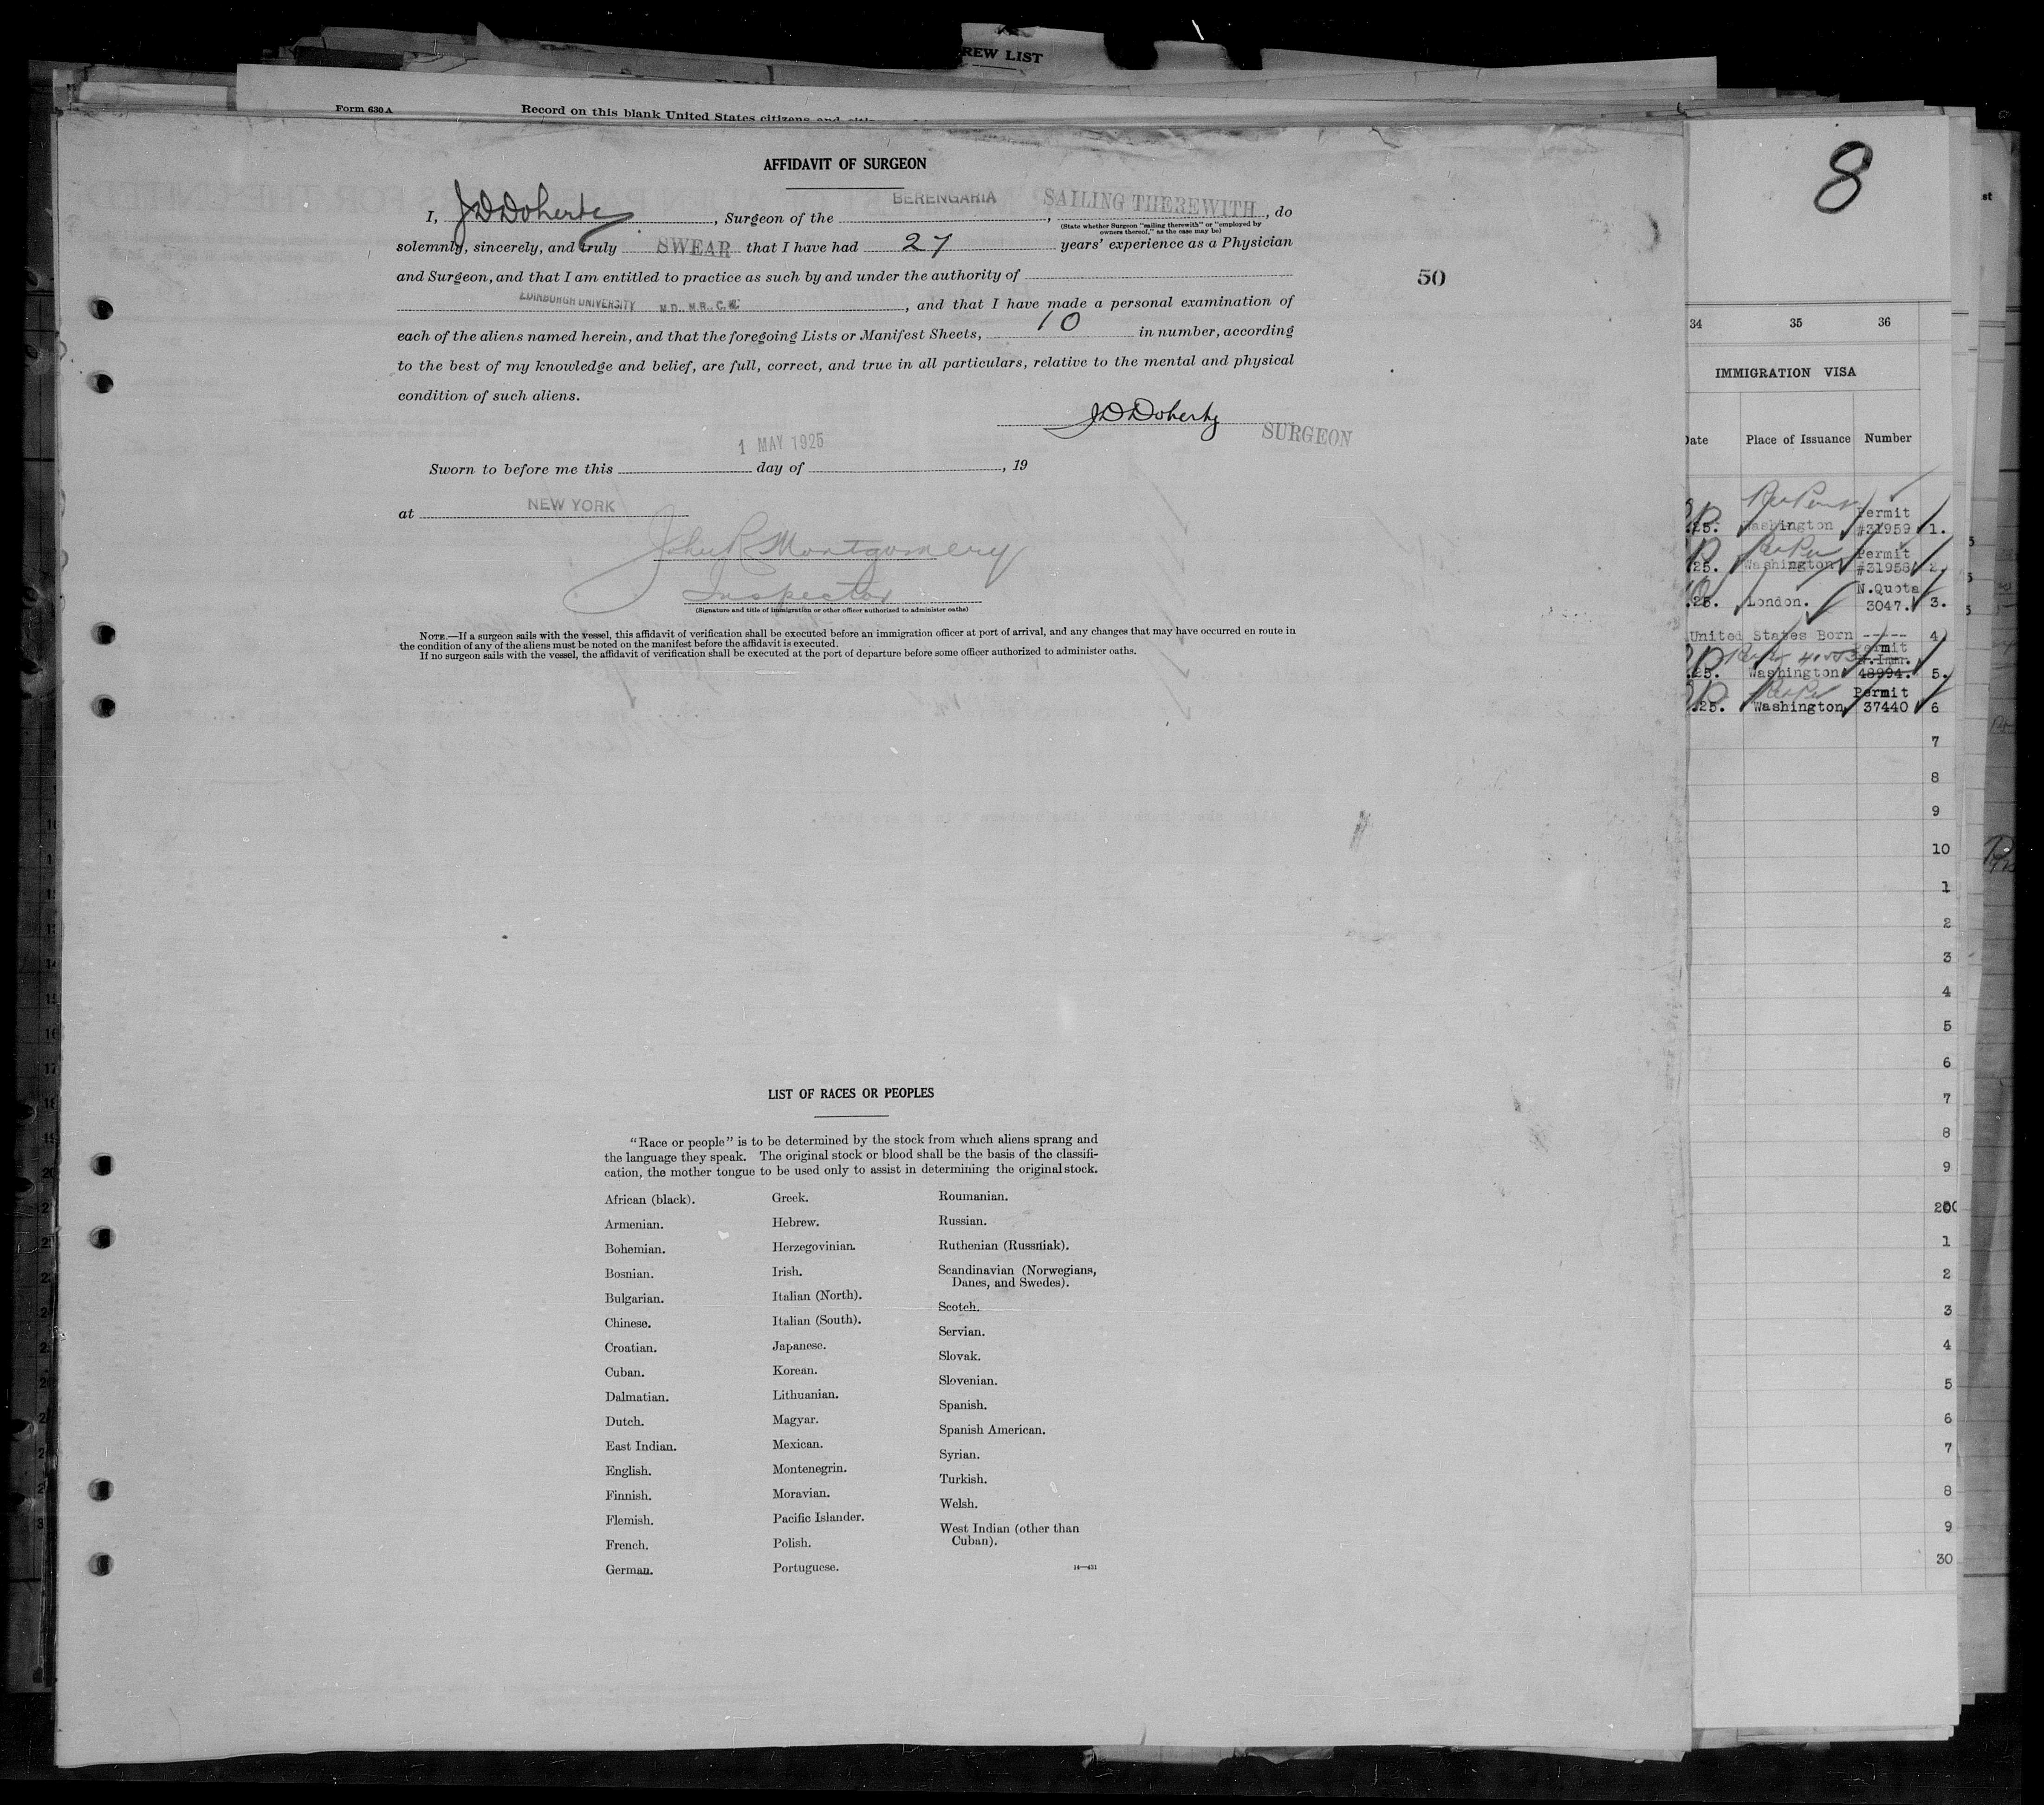 REW LIST
Form 630 A
Record on this blank United States citizens and
AFFIDAVIT OF SURGEON
I, J D Doherty, Surgeon of the BERENGARIA, SAILING THEREWITH, do
(State whether Surgeon "sailing therewith" or "employed by
owners thereof," as the case may be)
solemnly, sincerely, and truly SWEAR that I have had 27 years' experience as a Physician
and Surgeon, and that I am entitled to practice as such by and under the authority of
EDINBURGH UNIVERSITY M.D., M.B., C.M., and that I have made a personal examination of
each of the aliens named herein, and that the foregoing Lists or Manifest Sheets, 10 in number, according
to the best of my knowledge and belief, are full, correct, and true in all particulars, relative to the mental and physical
condition of such aliens.
J D Doherty
SURGEON
1 MAY 1925
Sworn to before me this day of , 19
at NEW YORK
John R Montgomery
Inspector
(Signature and title of immigration or other officer authorized to administer oaths)
NOTE.—If a surgeon sails with the vessel, this affidavit of verification shall be executed before an immigration officer at port of arrival, and any changes that may have occurred en route in
the condition of any of the aliens must be noted on the manifest before the affidavit is executed.
If no surgeon sails with the vessel, the affidavit of verification shall be executed at the port of departure before some officer authorized to administer oaths.
50
LIST OF RACES OR PEOPLES
"Race or people" is to be determined by the stock from which aliens sprang and
the language they speak. The original stock or blood shall be the basis of the classifi-
cation, the mother tongue to be used only to assist in determining the original stock.
African (black).
Armenian.
Bohemian.
Bosnian.
Bulgarian.
Chinese.
Croatian.
Cuban.
Dalmatian.
Dutch.
East Indian.
English.
Finnish.
Flemish.
French.
German.
Greek.
Hebrew.
Herzegovinian.
Irish.
Italian (North).
Italian (South).
Japanese.
Korean.
Lithuanian.
Magyar.
Mexican.
Montenegrin.
Moravian.
Pacific Islander.
Polish.
Portuguese.
Roumanian.
Russian.
Ruthenian (Russniak).
Scandinavian (Norwegians,
Danes, and Swedes).
Scotch.
Servian.
Slovak.
Slovenian.
Spanish.
Spanish American.
Syrian.
Turkish.
Welsh.
West Indian (other than
Cuban).
14—431
8
34 35 36
IMMIGRATION VISA
Date Place of Issuance Number
Permit
.25. Washington #31959 1.
Permit
.25. Washington #31958 2.
N.Quota
.25. London. 3047. 3.
United States Born ----- 4
Permit
N.Imm.
.25. Washington 48994. 5.
Permit
.25. Washington 37440 6
7
8
9
10
1
2
3
4
5
6
7
8
9
20
1
2
3
4
5
6
7
8
9
30